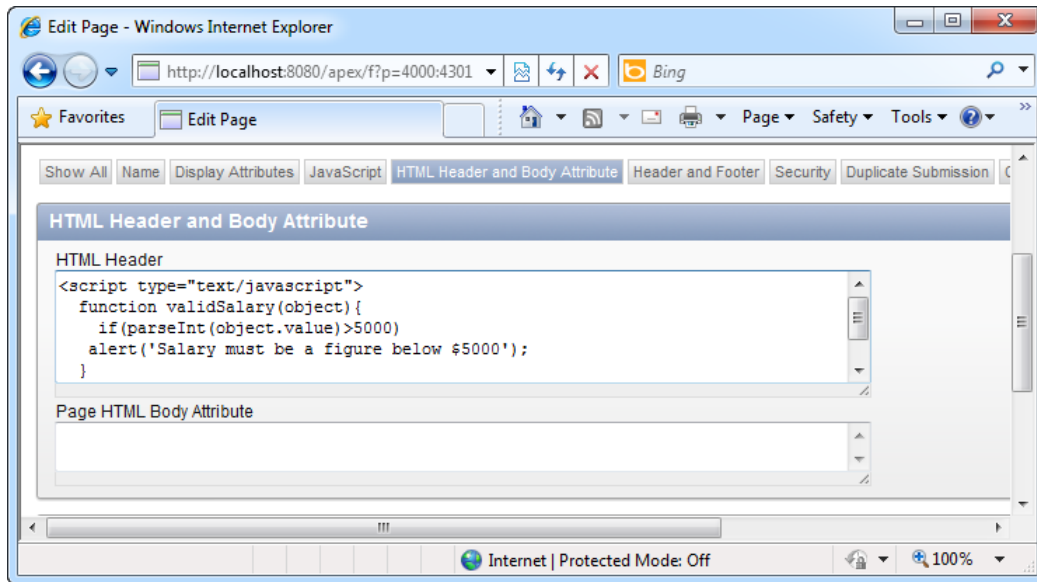 Edit Page - Windows Internet Explorer
http://localhost:8080/apex/f?p=4000:4301
Bing
Favorites
Edit Page
Page
Safety
Tools
Show All
Name
Display Attributes
JavaScript
HTML Header and Body Attribute
Header and Footer
Security
Duplicate Submission
HTML Header and Body Attribute
HTML Header
<script type="text/javascript">
function validSalary(object){
if(parseInt(object.value)>5000)
alert('Salary must be a figure below $5000');
}
Page HTML Body Attribute
Internet | Protected Mode: Off
100%